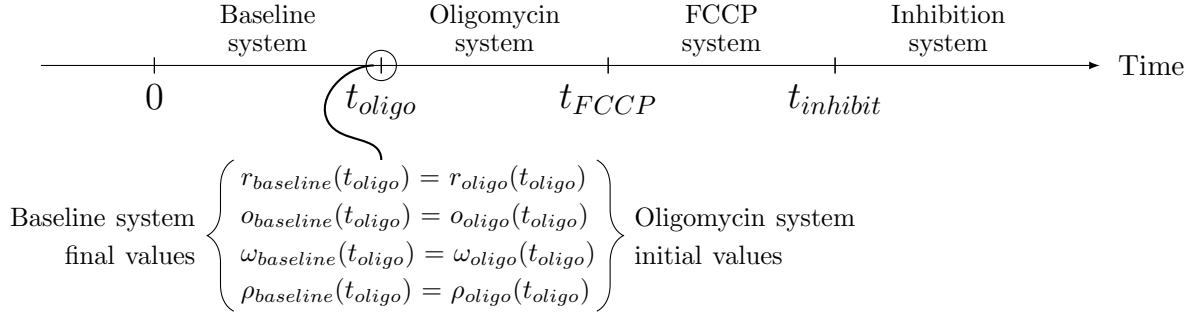 Baseline system
Oligomycin system
FCCP system
Inhibition system
Time
0
t_{oligo}
t_{FCCP}
t_{inhibit}
Baseline system final values
r_{baseline}(t_{oligo}) = r_{oligo}(t_{oligo})
o_{baseline}(t_{oligo}) = o_{oligo}(t_{oligo})
ω_{baseline}(t_{oligo}) = ω_{oligo}(t_{oligo})
ρ_{baseline}(t_{oligo}) = ρ_{oligo}(t_{oligo})
Oligomycin system initial values